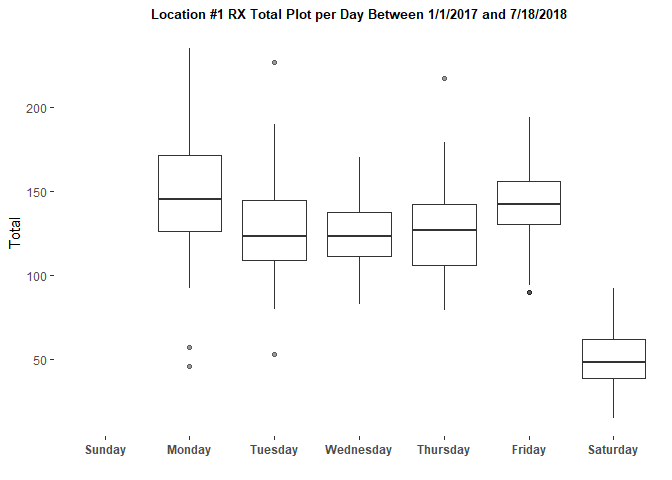 Location #1 RX Total Plot per Day Between 1/1/2017 and 7/18/2018
Total
200
150
100
50
Sunday Monday Tuesday Wednesday Thursday Friday Saturday